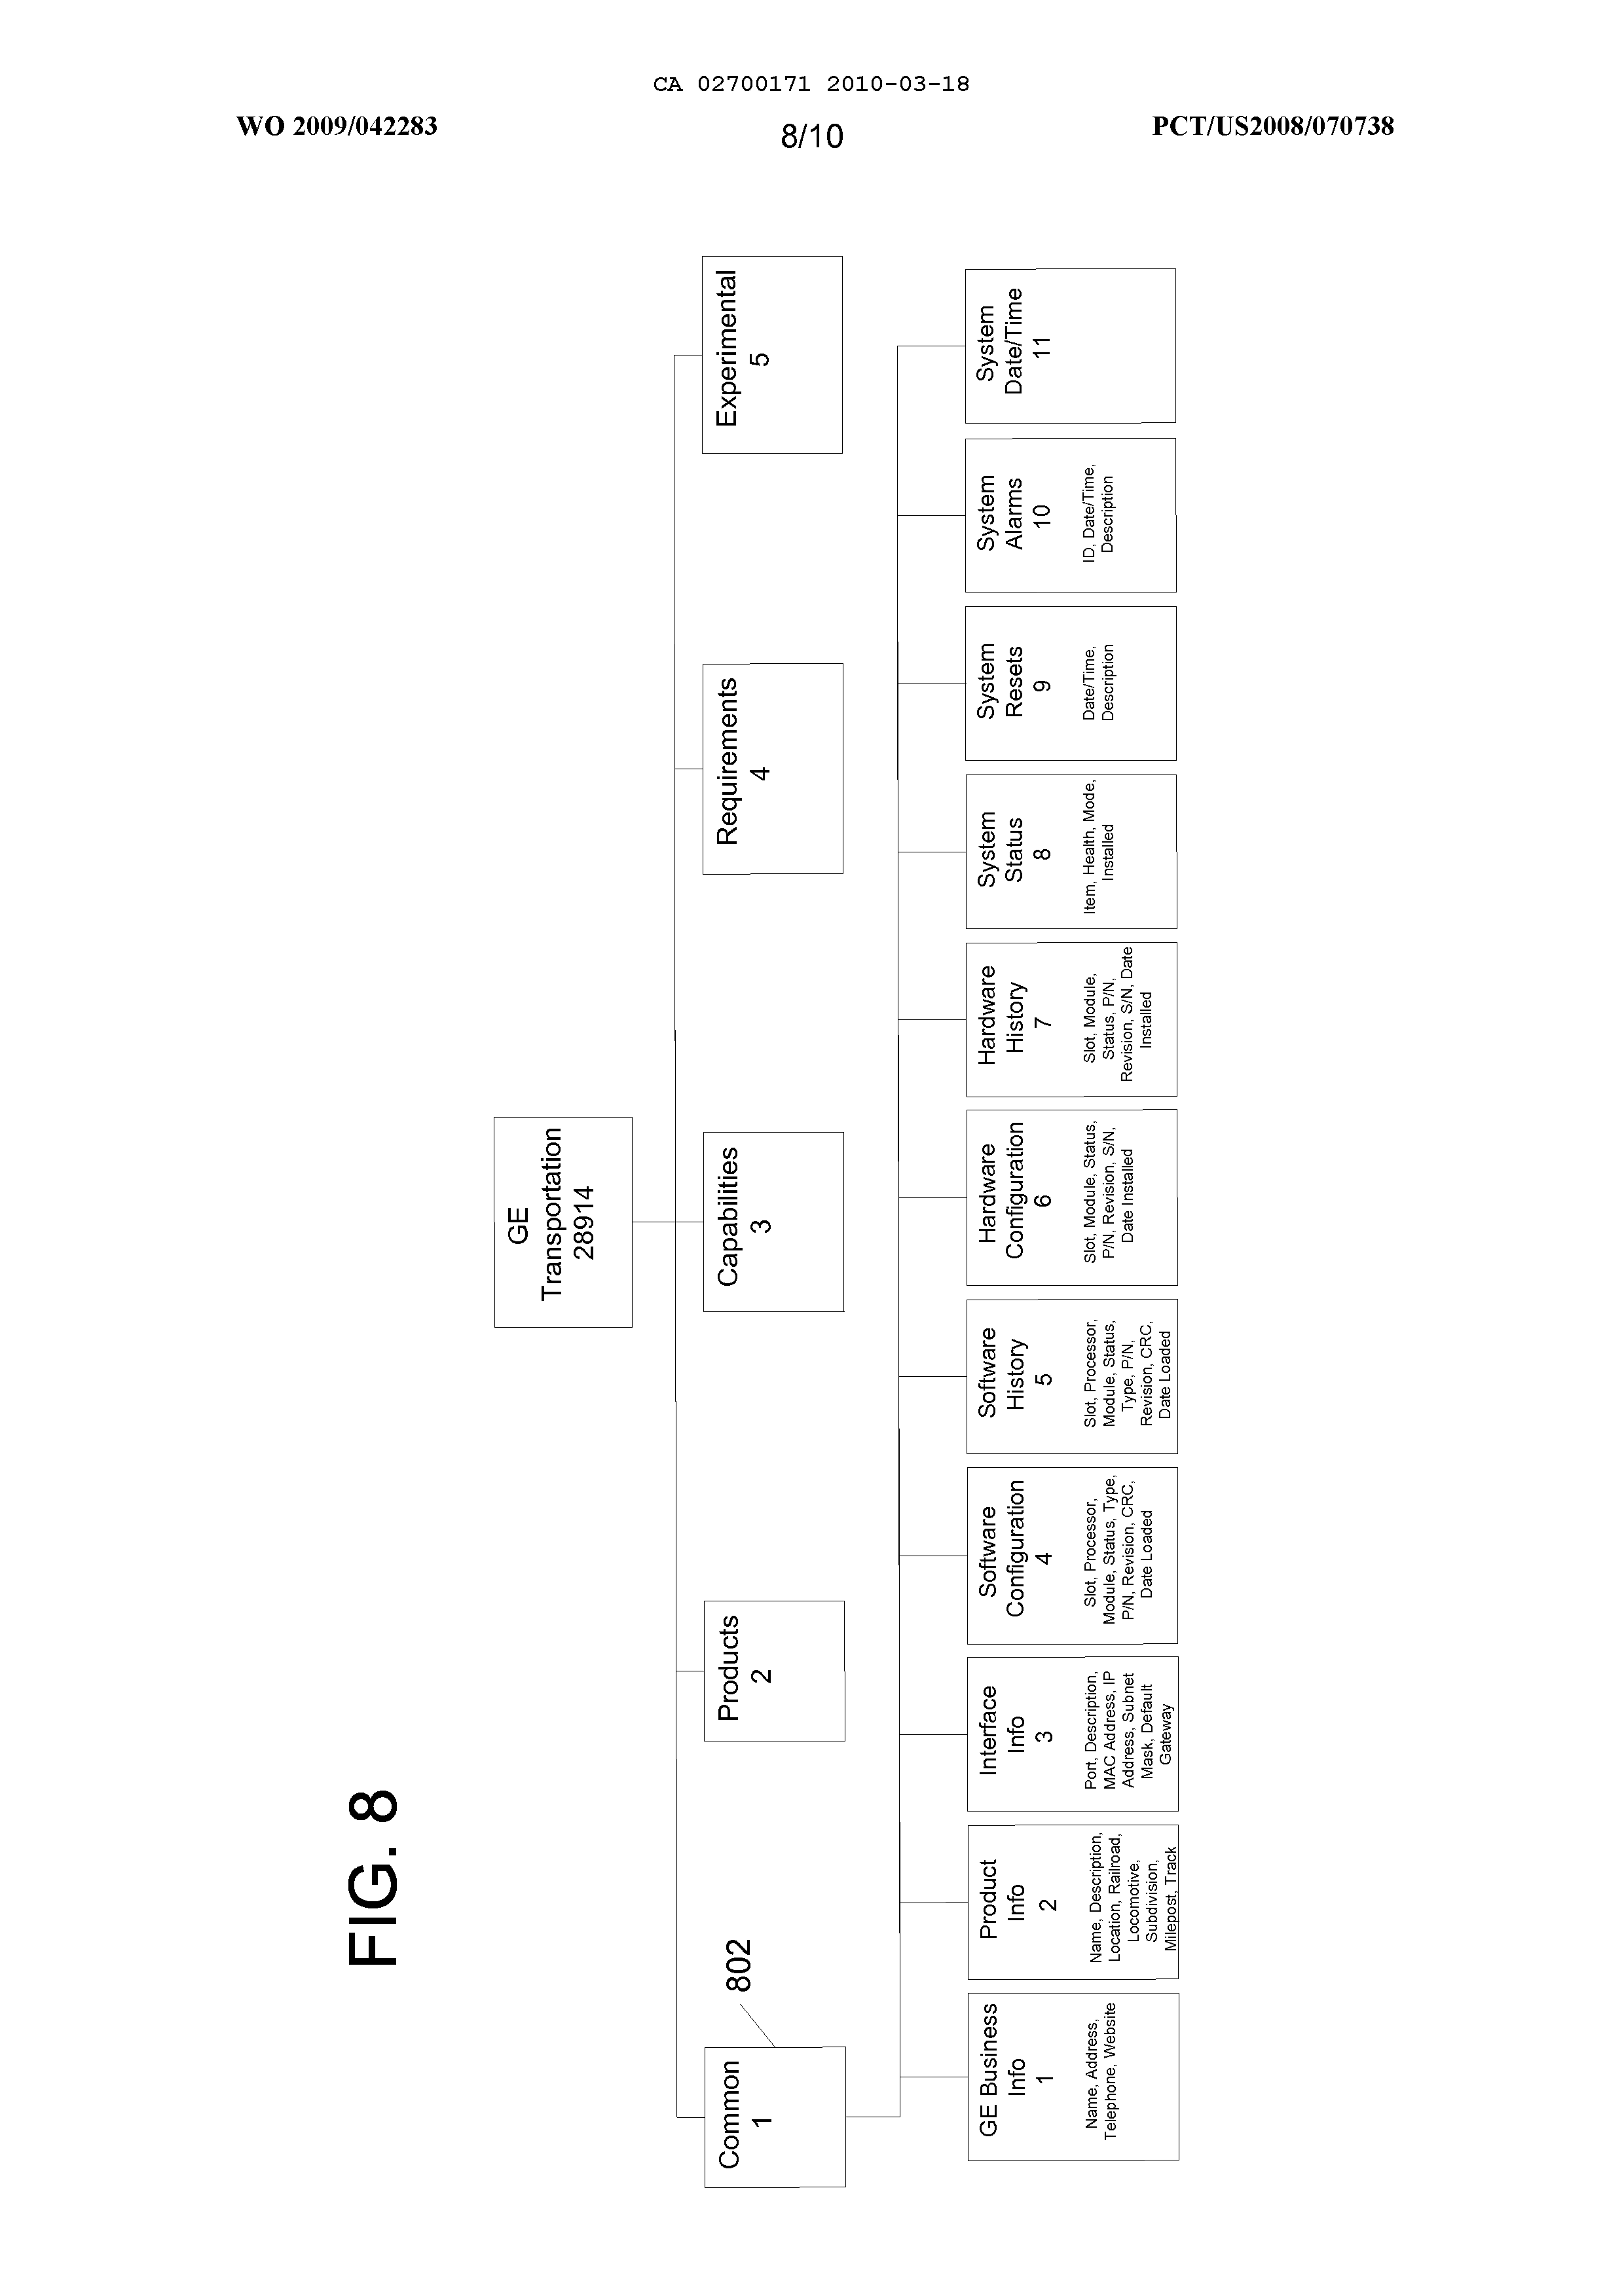 CA 02700171 2010-03-18
WO 2009/042283
8/10
PCT/US2008/070738
FIG. 8
GE
Transportation
28914
Common
1
802
Products
2
Capabilities
3
Requirements
4
Experimental
5
GE Business
Info
1
Name, Address,
Telephone, Website
Product
Info
2
Name, Description,
Location, Railroad,
Locomotive,
Subdivision,
Milepost, Track
Interface
Info
3
Port, Description,
MAC Address, IP
Address, Subnet
Mask, Default
Gateway
Software
Configuration
4
Slot, Processor,
Module, Status, Type,
P/N, Revision, CRC,
Date Loaded
Software
History
5
Slot, Processor,
Module, Status,
Type, P/N,
Revision, CRC,
Date Loaded
Hardware
Configuration
6
Slot, Module, Status,
P/N, Revision, S/N,
Date Installed
Hardware
History
7
Slot, Module,
Status, P/N,
Revision, S/N, Date
Installed
System
Status
8
Item, Health, Mode,
Installed
System
Resets
9
Date/Time,
Description
System
Alarms
10
ID, Date/Time,
Description
System
Date/Time
11